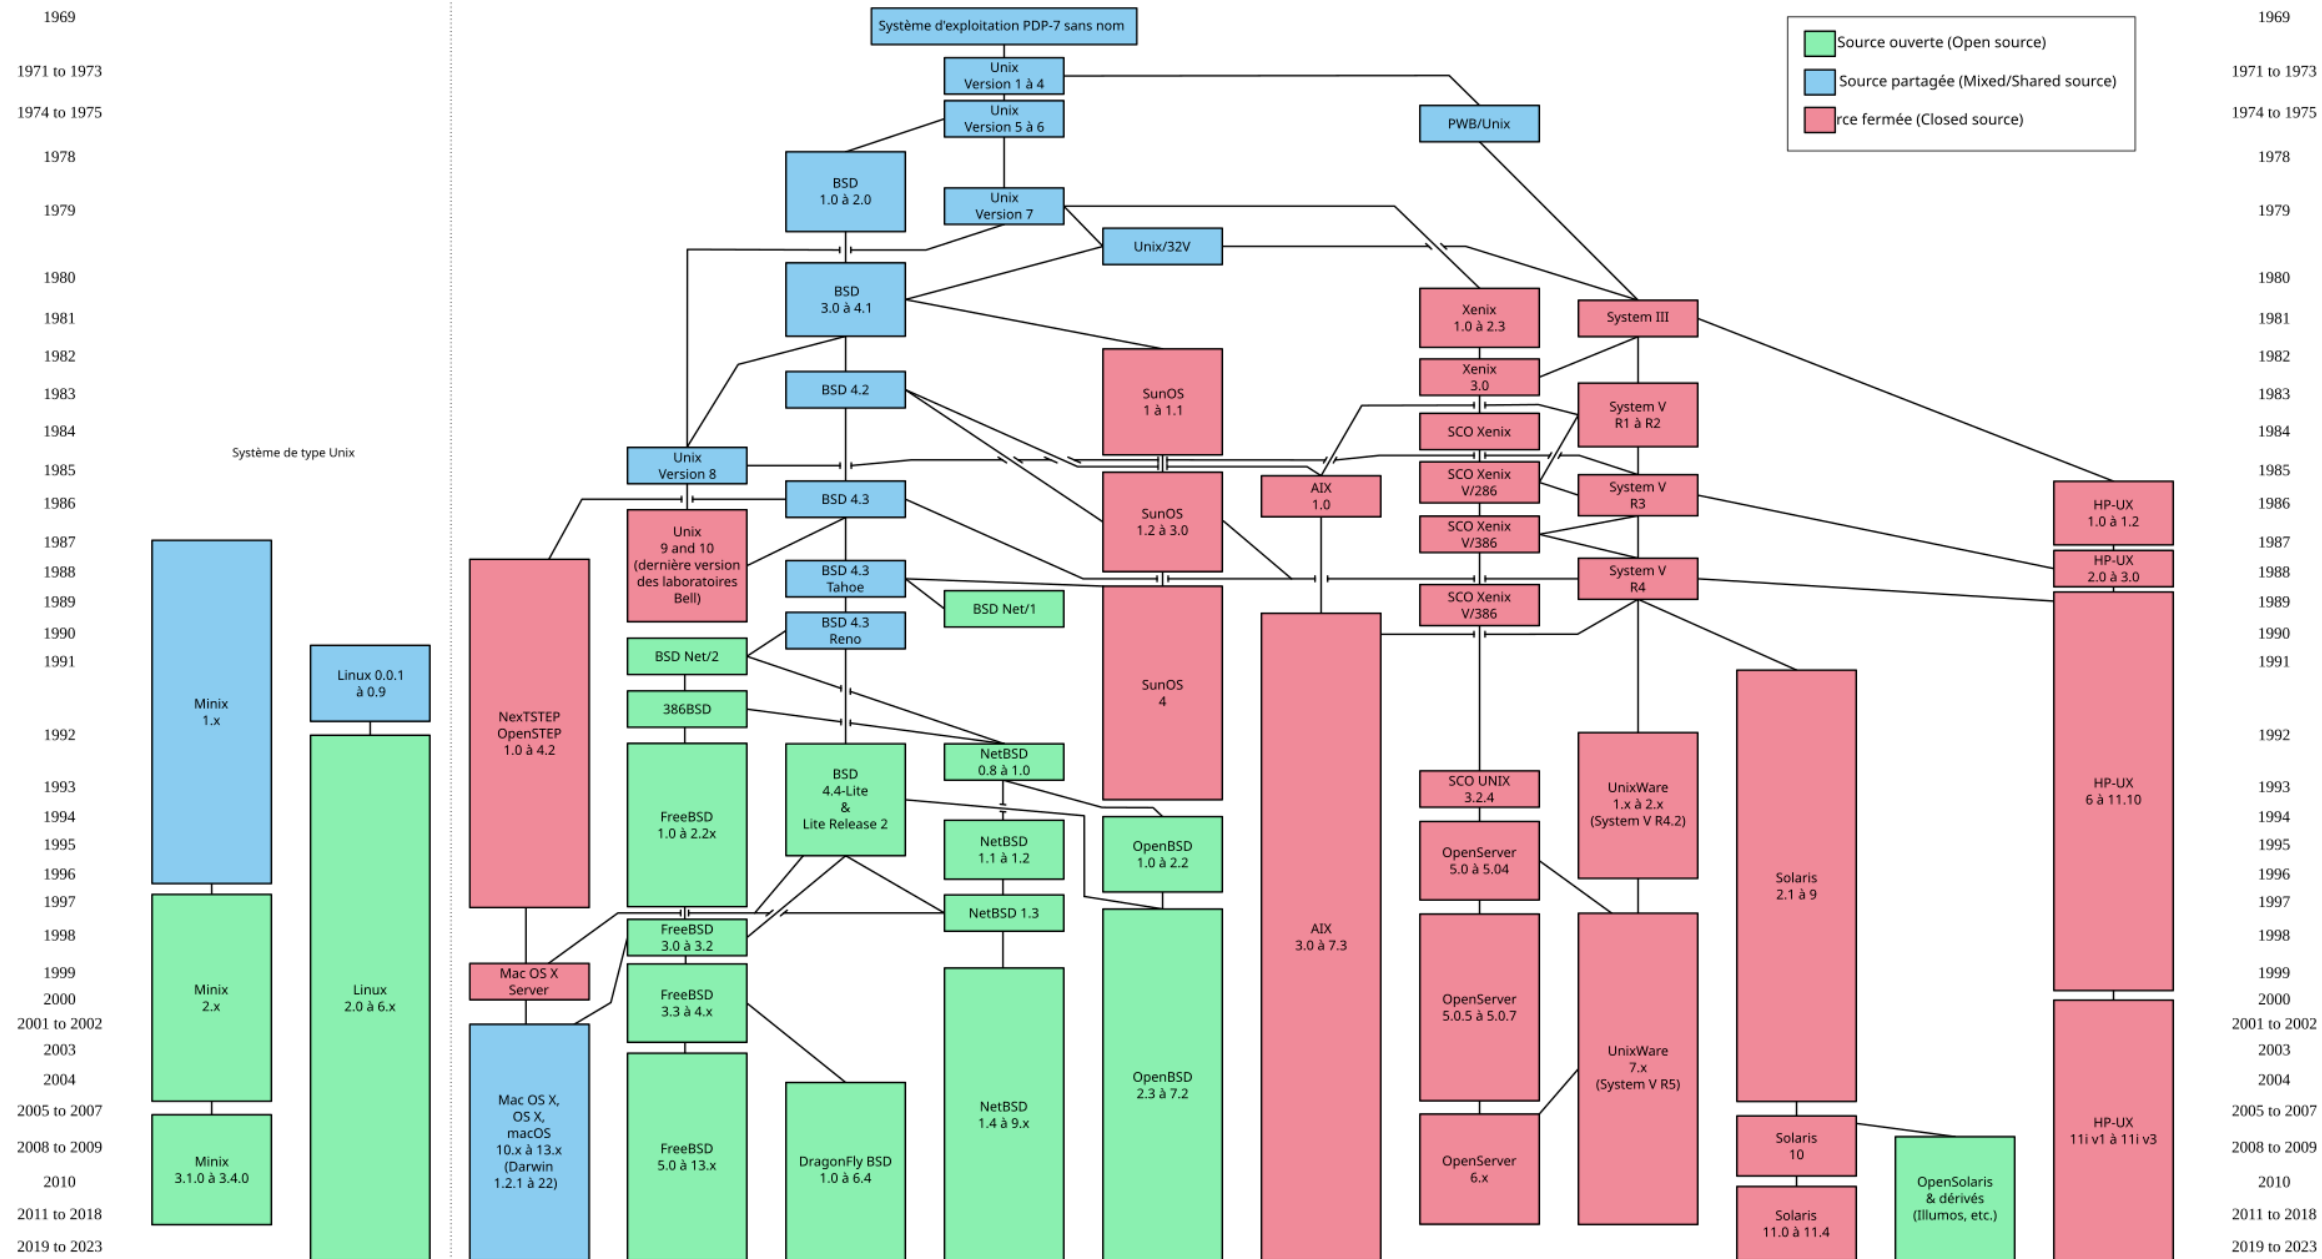 1969
Système d'exploitation PDP-7 sans nom
1969
Source ouverte (Open source)
Source partagée (Mixed/Shared source)
rce fermée (Closed source)
1971 to 1973
Unix
Version 1 à 4
1971 to 1973
1974 to 1975
Unix
Version 5 à 6
PWB/Unix
1974 to 1975
1978
BSD
1.0 à 2.0
1978
1979
Unix
Version 7
1979
Unix/32V
1980
BSD
3.0 à 4.1
Xenix
1.0 à 2.3
System III
1980
1981
1981
1982
SunOS
1 à 1.1
Xenix
3.0
1982
1983
BSD 4.2
System V
R1 à R2
1983
1984
SCO Xenix
1984
Système de type Unix
Unix
Version 8
1985
SCO Xenix
V/286
1985
1986
BSD 4.3
SunOS
1.2 à 3.0
AIX
1.0
System V
R3
HP-UX
1.0 à 1.2
1986
Unix
9 and 10
(dernière version
des laboratoires
Bell)
1987
SCO Xenix
V/386
1987
1988
BSD 4.3
Tahoe
System V
R4
HP-UX
2.0 à 3.0
1988
1989
BSD Net/1
SCO Xenix
V/386
1989
1990
BSD 4.3
Reno
1990
1991
BSD Net/2
1991
Linux 0.0.1
à 0.9
Minix
1.x
386BSD
SunOS
4
NexTSTEP
OpenSTEP
1.0 à 4.2
1992
1992
NetBSD
0.8 à 1.0
BSD
4.4-Lite
&
Lite Release 2
1993
SCO UNIX
3.2.4
UnixWare
1.x à 2.x
(System V R4.2)
HP-UX
6 à 11.10
1993
1994
FreeBSD
1.0 à 2.2x
1994
1995
NetBSD
1.1 à 1.2
OpenBSD
1.0 à 2.2
OpenServer
5.0 à 5.04
1995
1996
Solaris
2.1 à 9
1996
1997
NetBSD 1.3
1997
1998
FreeBSD
3.0 à 3.2
AIX
3.0 à 7.3
1998
1999
Mac OS X
Server
1999
Minix
2.x
Linux
2.0 à 6.x
FreeBSD
3.3 à 4.x
OpenServer
5.0.5 à 5.0.7
2000
2000
2001 to 2002
2001 to 2002
2003
UnixWare
7.x
(System V R5)
2003
2004
OpenBSD
2.3 à 7.2
2004
2005 to 2007
Mac OS X,
OS X,
macOS
10.x à 13.x
(Darwin
1.2.1 à 22)
NetBSD
1.4 à 9.x
2005 to 2007
2008 to 2009
FreeBSD
5.0 à 13.x
Solaris
10
HP-UX
11i v1 à 11i v3
2008 to 2009
Minix
3.1.0 à 3.4.0
DragonFly BSD
1.0 à 6.4
OpenServer
6.x
2010
OpenSolaris
& dérivés
(Illumos, etc.)
2010
2011 to 2018
Solaris
11.0 à 11.4
2011 to 2018
2019 to 2023
2019 to 2023